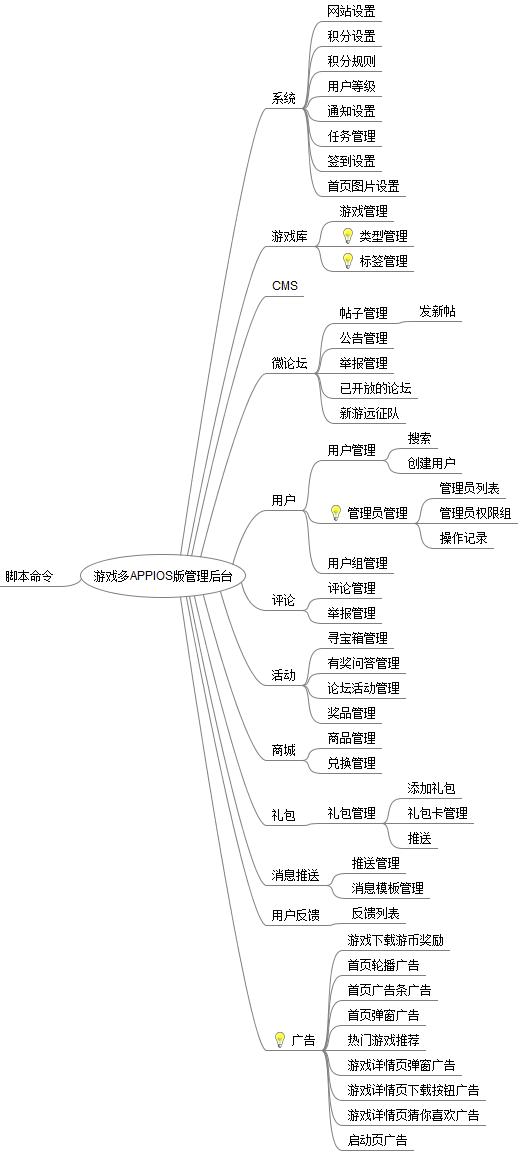 网站设置
积分设置
积分规则
用户等级
系统
通知设置
任务管理
签到设置
首页图片设置
游戏管理
游戏库
类型管理
标签管理
CMS
帖子管理
发新帖
公告管理
微论坛
举报管理
已开放的论坛
新游远征队
用户管理
搜索
创建用户
用户
管理员管理
管理员列表
管理员权限组
操作记录
用户组管理
脚本命令
游戏多APPIOS版管理后台
评论
评论管理
举报管理
寻宝箱管理
有奖问答管理
活动
论坛活动管理
奖品管理
商城
商品管理
兑换管理
礼包
礼包管理
添加礼包
礼包卡管理
推送
消息推送
推送管理
消息模板管理
用户反馈
反馈列表
游戏下载游币奖励
首页轮播广告
首页广告条广告
首页弹窗广告
广告
热门游戏推荐
游戏详情页弹窗广告
游戏详情页下载按钮广告
游戏详情页猜你喜欢广告
启动页广告